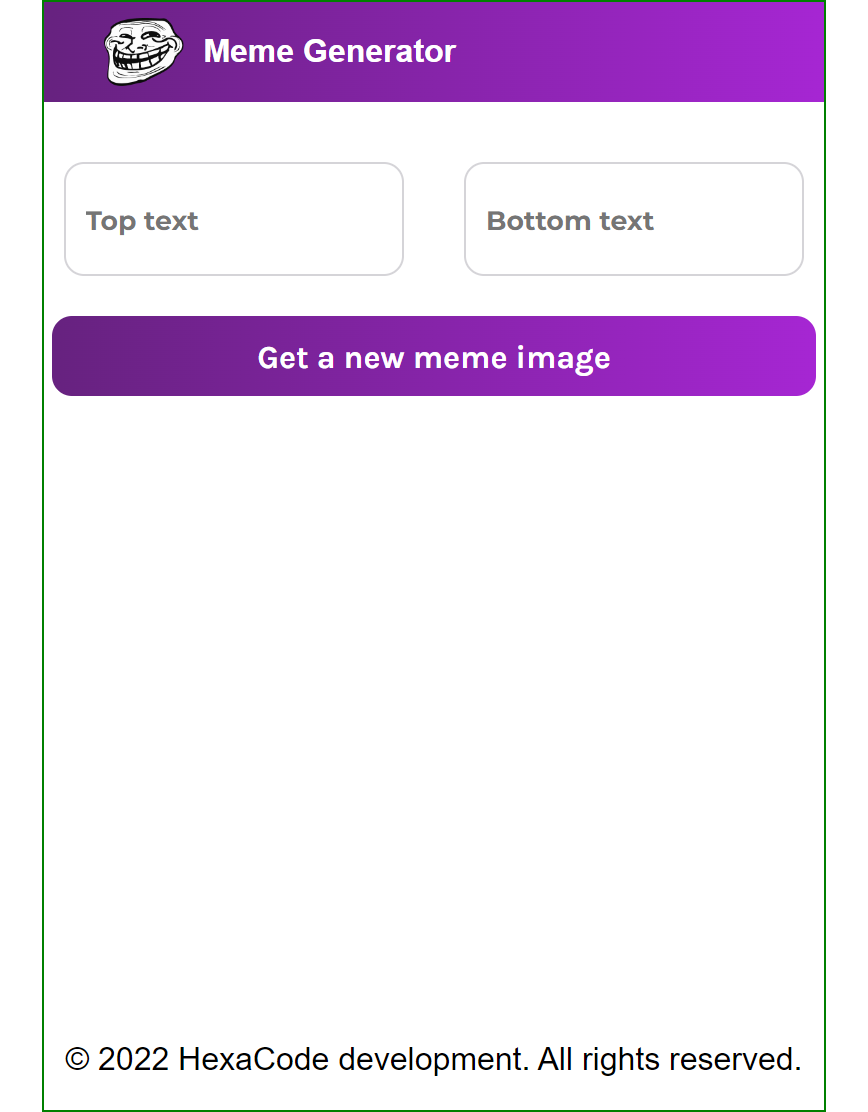 Meme Generator
Top text
Bottom text
Get a new meme image
© 2022 HexaCode development. All rights reserved.